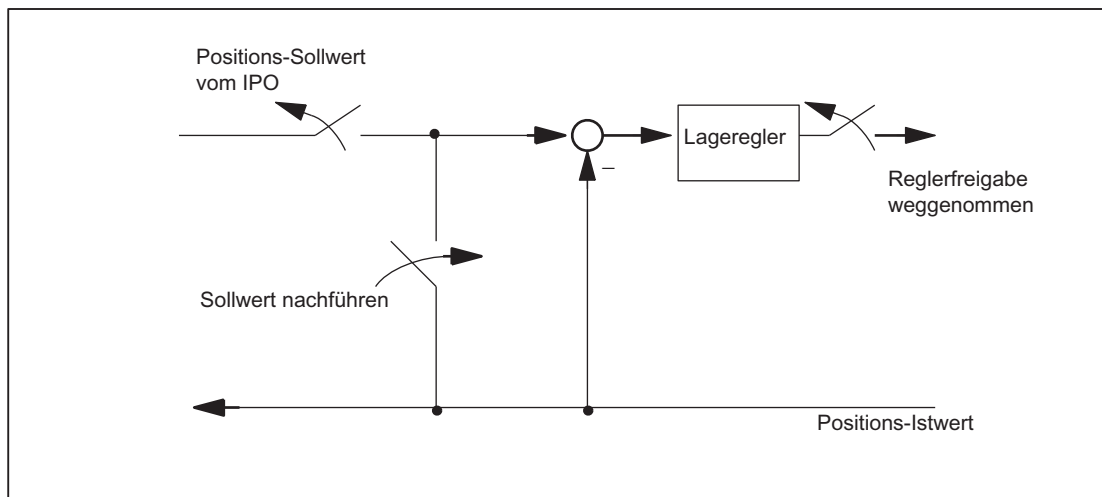 Positions-Sollwert
vom IPO
Lageregler
–
Reglerfreigabe
weggenommen
Sollwert nachführen
Positions-Istwert